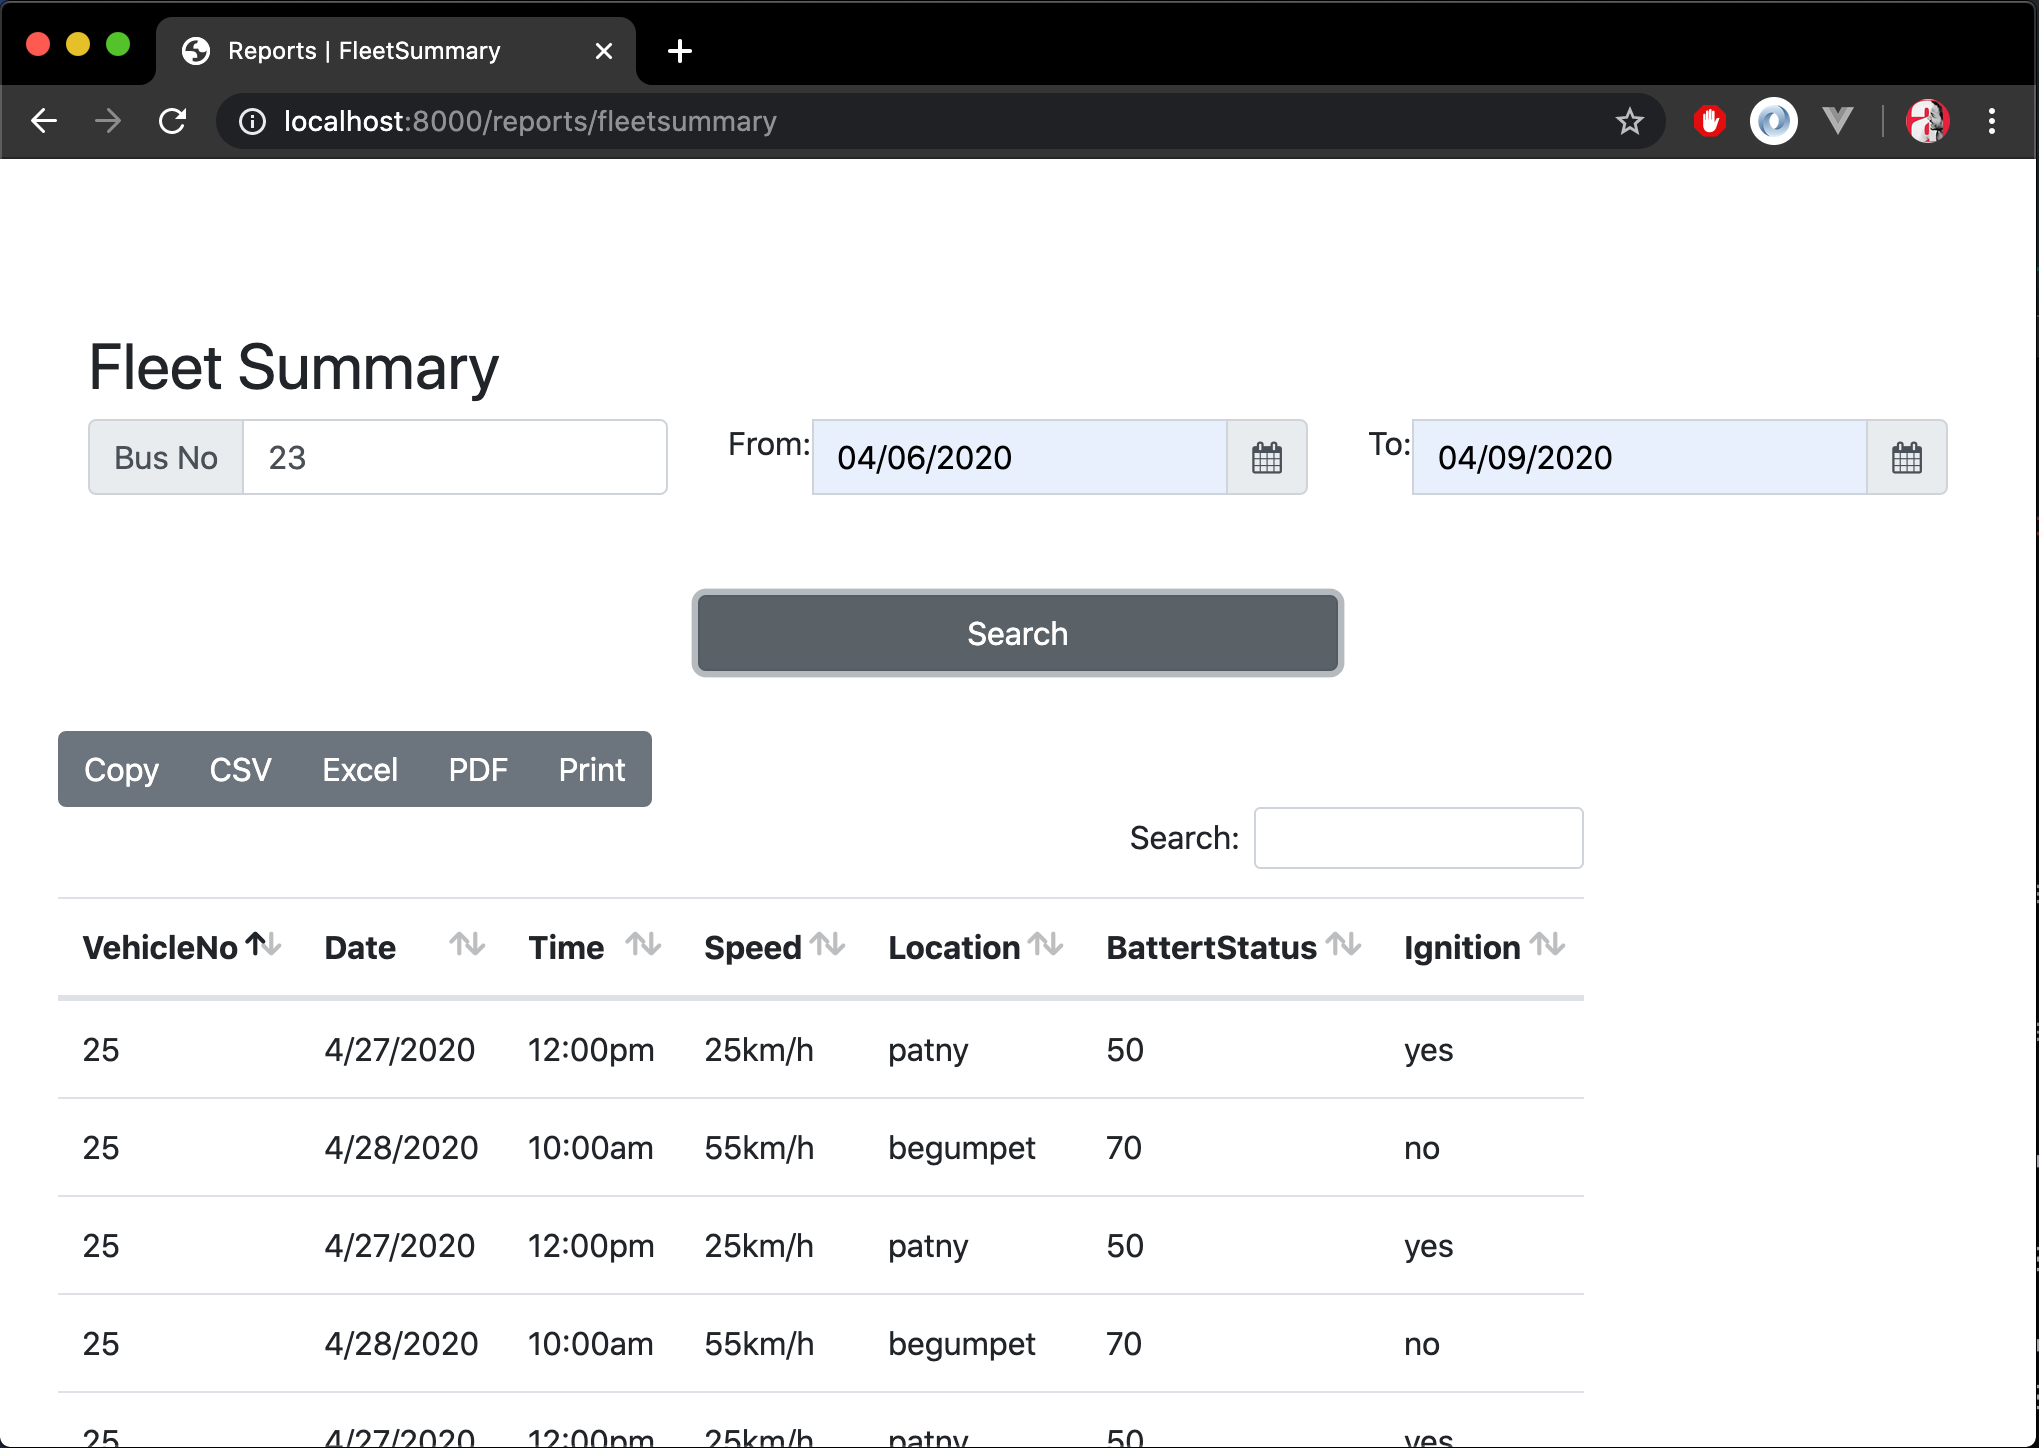 Reports | FleetSummary
localhost:8000/reports/fleetsummary
Fleet Summary
Bus No 23 From: 04/06/2020 To: 04/09/2020
Search
Copy CSV Excel PDF Print
Search:
VehicleNo Date Time Speed Location BattertStatus Ignition
25 4/27/2020 12:00pm 25km/h patny 50 yes
25 4/28/2020 10:00am 55km/h begumpet 70 no
25 4/27/2020 12:00pm 25km/h patny 50 yes
25 4/28/2020 10:00am 55km/h begumpet 70 no
25 4/27/2020 12:00pm 25km/h patny 50 yes